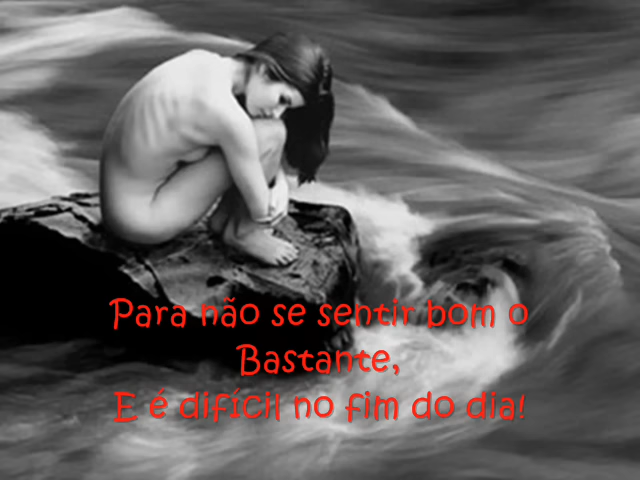 Para não se sentir bom o
Bastante,
E é difícil no fim do dia!